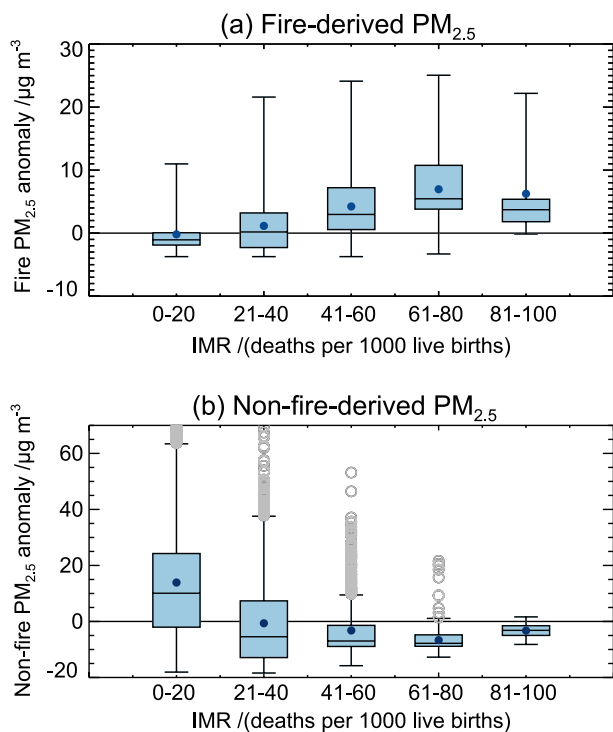 (a) Fire-derived PM2.5
Fire PM2.5 anomaly /µg m-3
30
20
10
0
-10
0-20 21-40 41-60 61-80 81-100
IMR /(deaths per 1000 live births)
(b) Non-fire-derived PM2.5
Non-fire PM2.5 anomaly /µg m-3
60
40
20
0
-20
0-20 21-40 41-60 61-80 81-100
IMR /(deaths per 1000 live births)